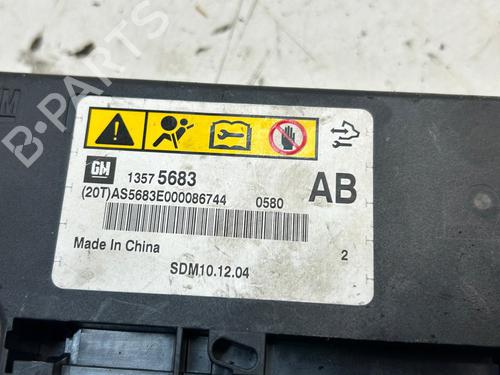 B-PARTS
GM
1357 5683
AB
(20T)AS5683E000086744 0580
Made In China
2
SDM10.12.04